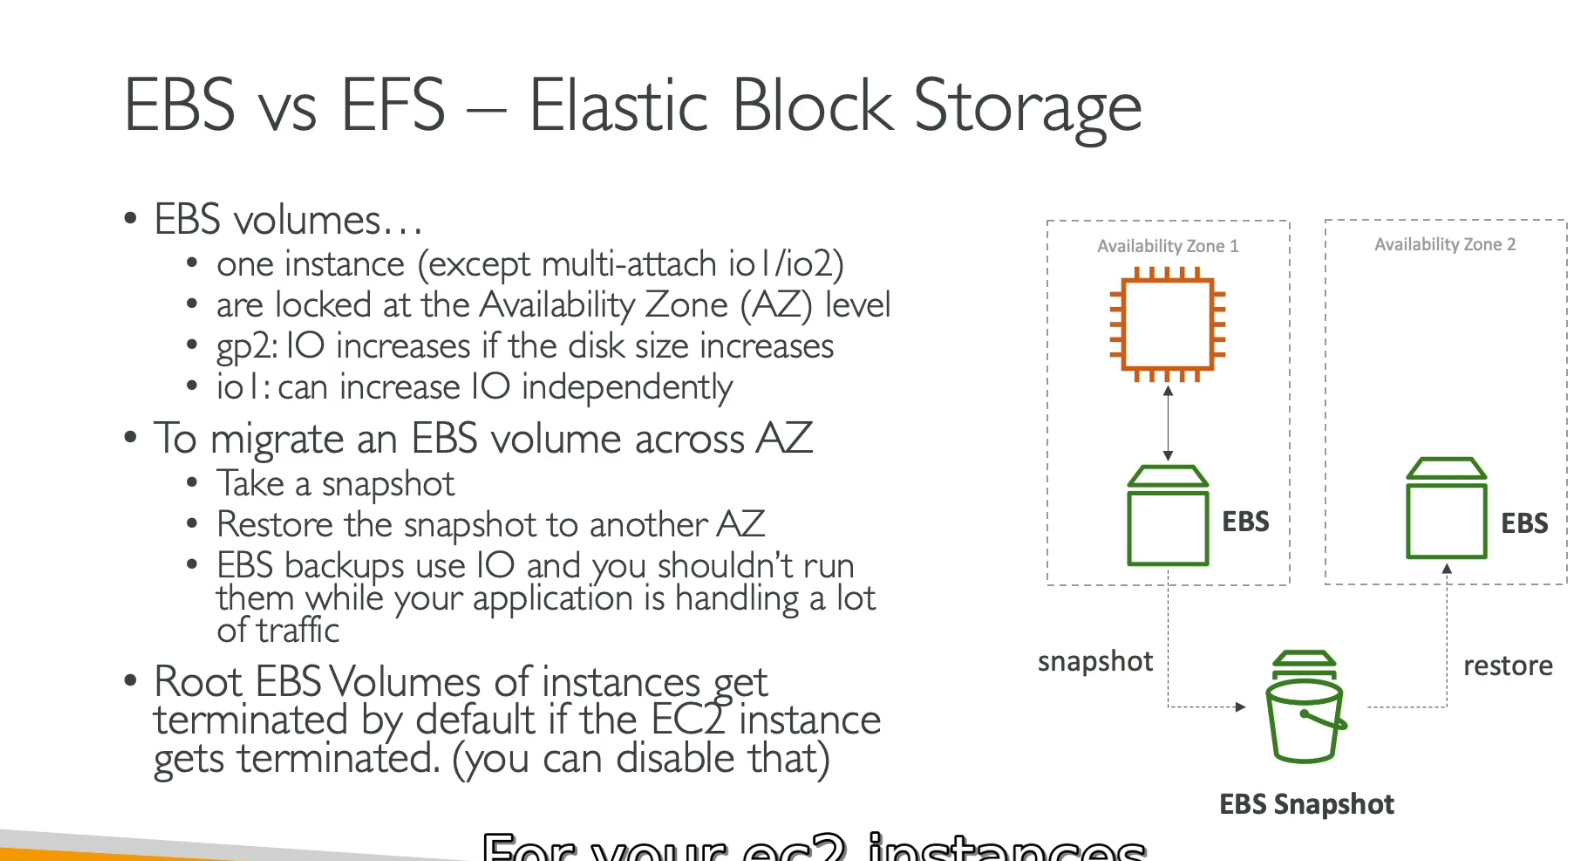 EBS vs EFS – Elastic Block Storage
• EBS volumes…
• one instance (except multi-attach io1/io2)
• are locked at the Availability Zone (AZ) level
• gp2: IO increases if the disk size increases
• io1: can increase IO independently
• To migrate an EBS volume across AZ
• Take a snapshot
• Restore the snapshot to another AZ
• EBS backups use IO and you shouldn't run
them while your application is handling a lot
of traffic
• Root EBS Volumes of instances get
terminated by default if the EC2 instance
gets terminated. (you can disable that)
Availability Zone 1
EBS
Availability Zone 2
EBS
snapshot
restore
EBS Snapshot
For your ec2 instances